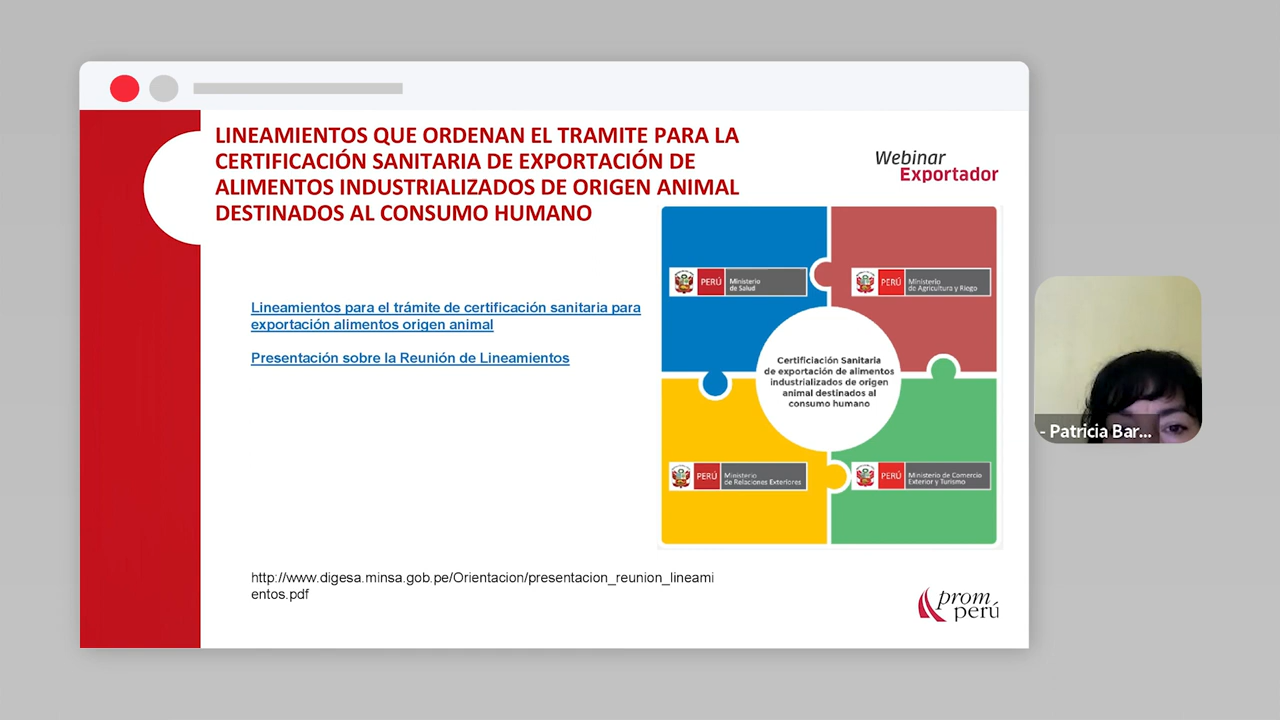 LINEAMIENTOS QUE ORDENAN EL TRAMITE PARA LA
CERTIFICACIÓN SANITARIA DE EXPORTACIÓN DE
ALIMENTOS INDUSTRIALIZADOS DE ORIGEN ANIMAL
DESTINADOS AL CONSUMO HUMANO
Webinar
Exportador
Lineamientos para el trámite de certificación sanitaria para
exportación alimentos origen animal
Presentación sobre la Reunión de Lineamientos
PERÚ
Ministerio
de Salud
PERÚ
Ministerio
de Agricultura y Riego
Certificiación Sanitaria
de exportación de alimentos
industrializados de origen
animal destinados al
consumo humano
PERÚ
Ministerio
de Relaciones Exteriores
PERÚ
Ministerio de Comercio
Exterior y Turismo
- Patricia Bar...
http://www.digesa.minsa.gob.pe/Orientacion/presentacion_reunion_lineami
entos.pdf
prom
perú